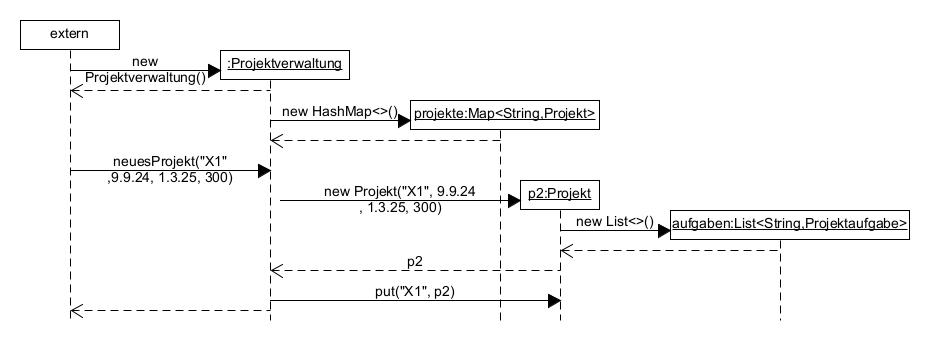 extern
new
Projektverwaltung()
:Projektverwaltung
new HashMap<>()
projekte:Map<String,Projekt>
neuesProjekt("X1"
,9.9.24, 1.3.25, 300)
new Projekt("X1", 9.9.24
, 1.3.25, 300)
p2:Projekt
new List<>()
aufgaben:List<String,Projektaufgabe>
p2
put("X1", p2)